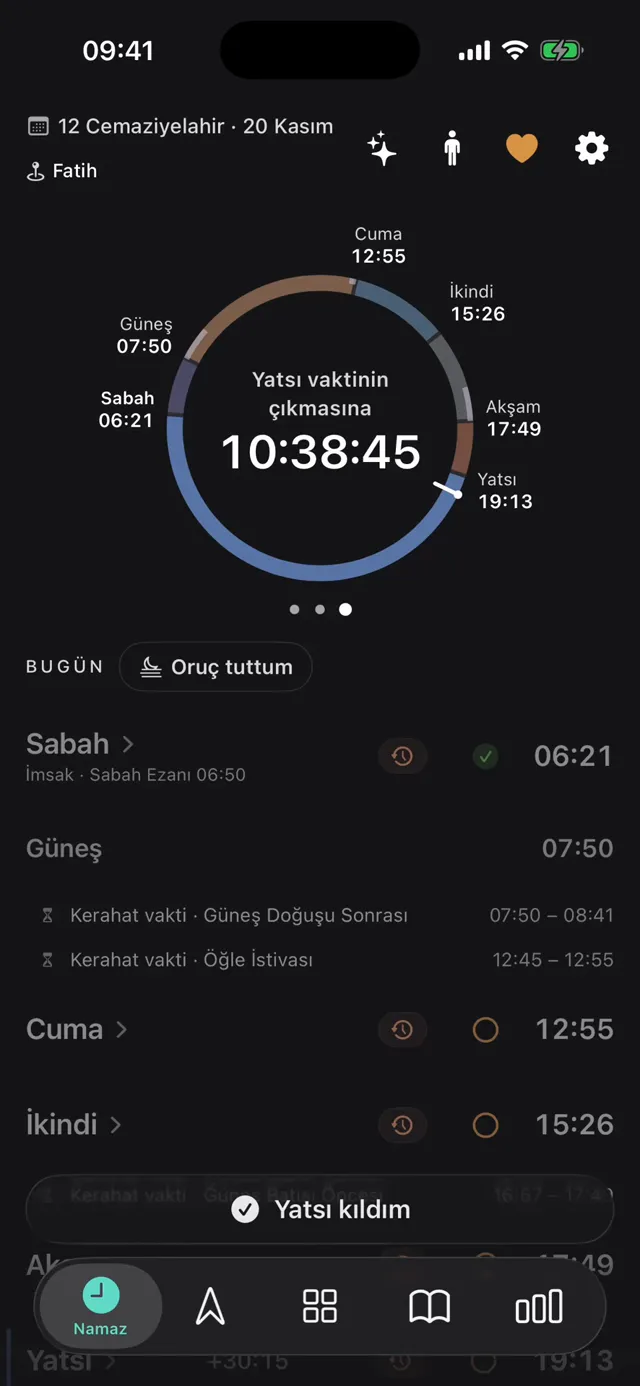 09:41
12 Cemaziyelahir · 20 Kasım
Fatih
Cuma
12:55
İkindi
15:26
Güneş
07:50
Sabah
06:21
Yatsı vaktinin
çıkmasına
10:38:45
Akşam
17:49
Yatsı
19:13
BUGÜN Oruç tuttum
Sabah 06:21
İmsak · Sabah Ezanı 06:50
Güneş 07:50
Kerahat vakti · Güneş Doğuşu Sonrası 07:50 – 08:41
Kerahat vakti · Öğle İstivası 12:45 – 12:55
Cuma 12:55
İkindi 15:26
Kerahat vakti
Yatsı kıldım
Namaz
Yatsı +30:15 19:13